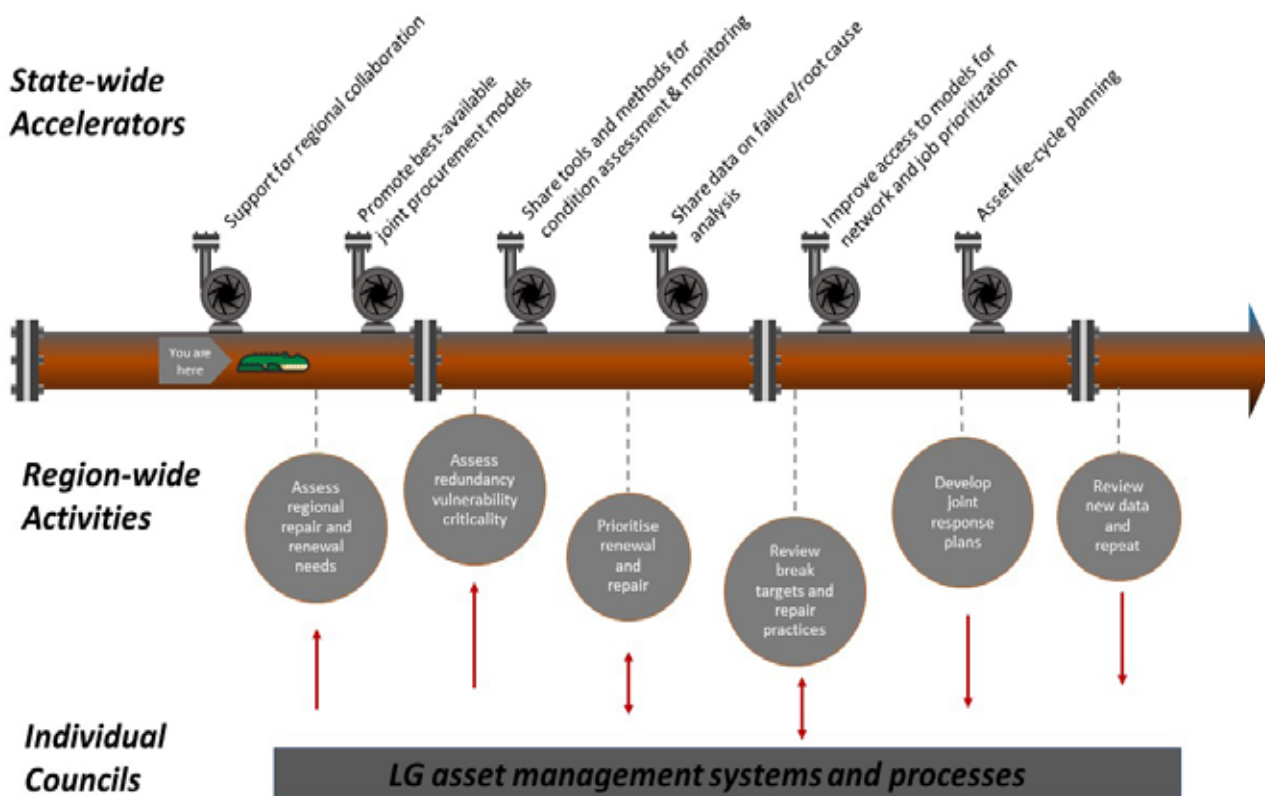 State-wide
Accelerators
Support for regional collaboration
Promote best-available
joint procurement models
Share tools and methods for
condition assessment & monitoring
Share data on failure/root cause
analysis
Improve access to models for
network and job prioritization
Asset life-cycle planning
You are
here
Region-wide
Activities
Assess
regional
repair and
renewal
needs
Assess
redundancy
vulnerability
criticality
Prioritise
renewal
and
repair
Review
break
targets and
repair
practices
Develop
joint
response
plans
Review
new data
and
repeat
Individual
Councils
LG asset management systems and processes